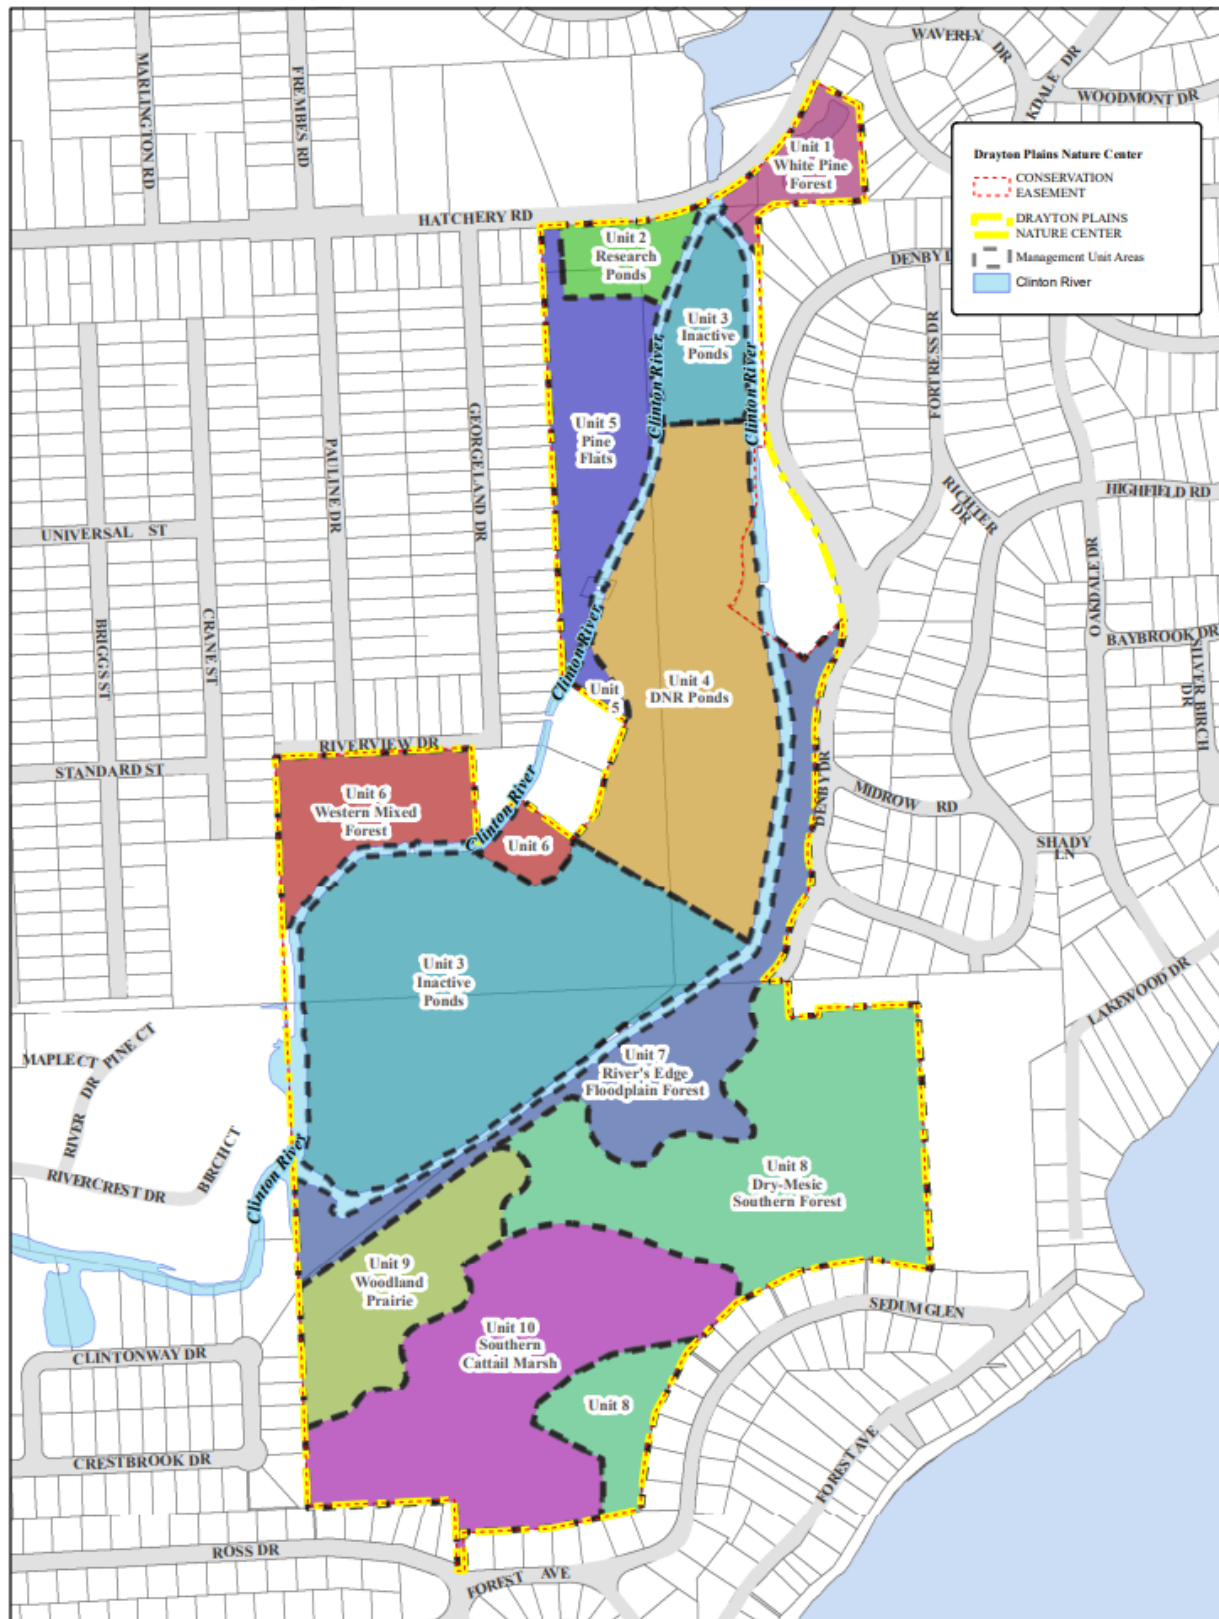 WAVERLY DR
KDALE DR
WOODMONT DR
MARLINGTON RD
FREMBES RD
Drayton Plains Nature Center
CONSERVATION
EASEMENT
DRAYTON PLAINS
NATURE CENTER
Management Unit Areas
Clinton River
Unit 1
White Pine
Forest
HATCHERY RD
Unit 2
Research
Ponds
DENBY D
Unit 3
Inactive
Ponds
FORTRESS DR
Clinton River
Clinton River
GEORGELAND DR
PAULINE DR
Unit 5
Pine
Flats
RICHTER
DR
HIGHFIELD RD
UNIVERSAL ST
OAKDALE DR
BRIGGS ST
CRANE ST
BAYBROOK DR
SILVER BIRCH
DR
Clinton River
Unit
5
Unit 4
DNR Ponds
RIVERVIEW DR
STANDARD ST
DENBY DR
MIDROW RD
Unit 6
Western Mixed
Forest
Clinton River
Unit 6
SHADY
LN
Unit 3
Inactive
Ponds
LAKEWOOD DR
MAPLE CT
PINE CT
RIVER DR
Unit 7
River's Edge
Floodplain Forest
RIVERCREST DR
BIRCH CT
Clinton River
Unit 8
Dry-Mesic
Southern Forest
Unit 9
Woodland
Prairie
SEDUM GLEN
Unit 10
Southern
Cattail Marsh
CLINTONWAY DR
Unit 8
CRESTBROOK DR
FOREST AVE
ROSS DR
FOREST AVE